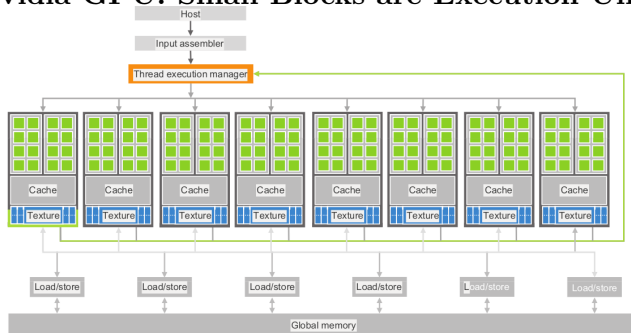 vidia GPU: Small Blocks are Execution Un
Host
Input assembler
Thread execution manager
Cache Cache Cache Cache Cache Cache Cache Cache
Texture Texture Texture Texture Texture Texture Texture Texture
Load/store Load/store Load/store Load/store Load/store Load/store
Global memory